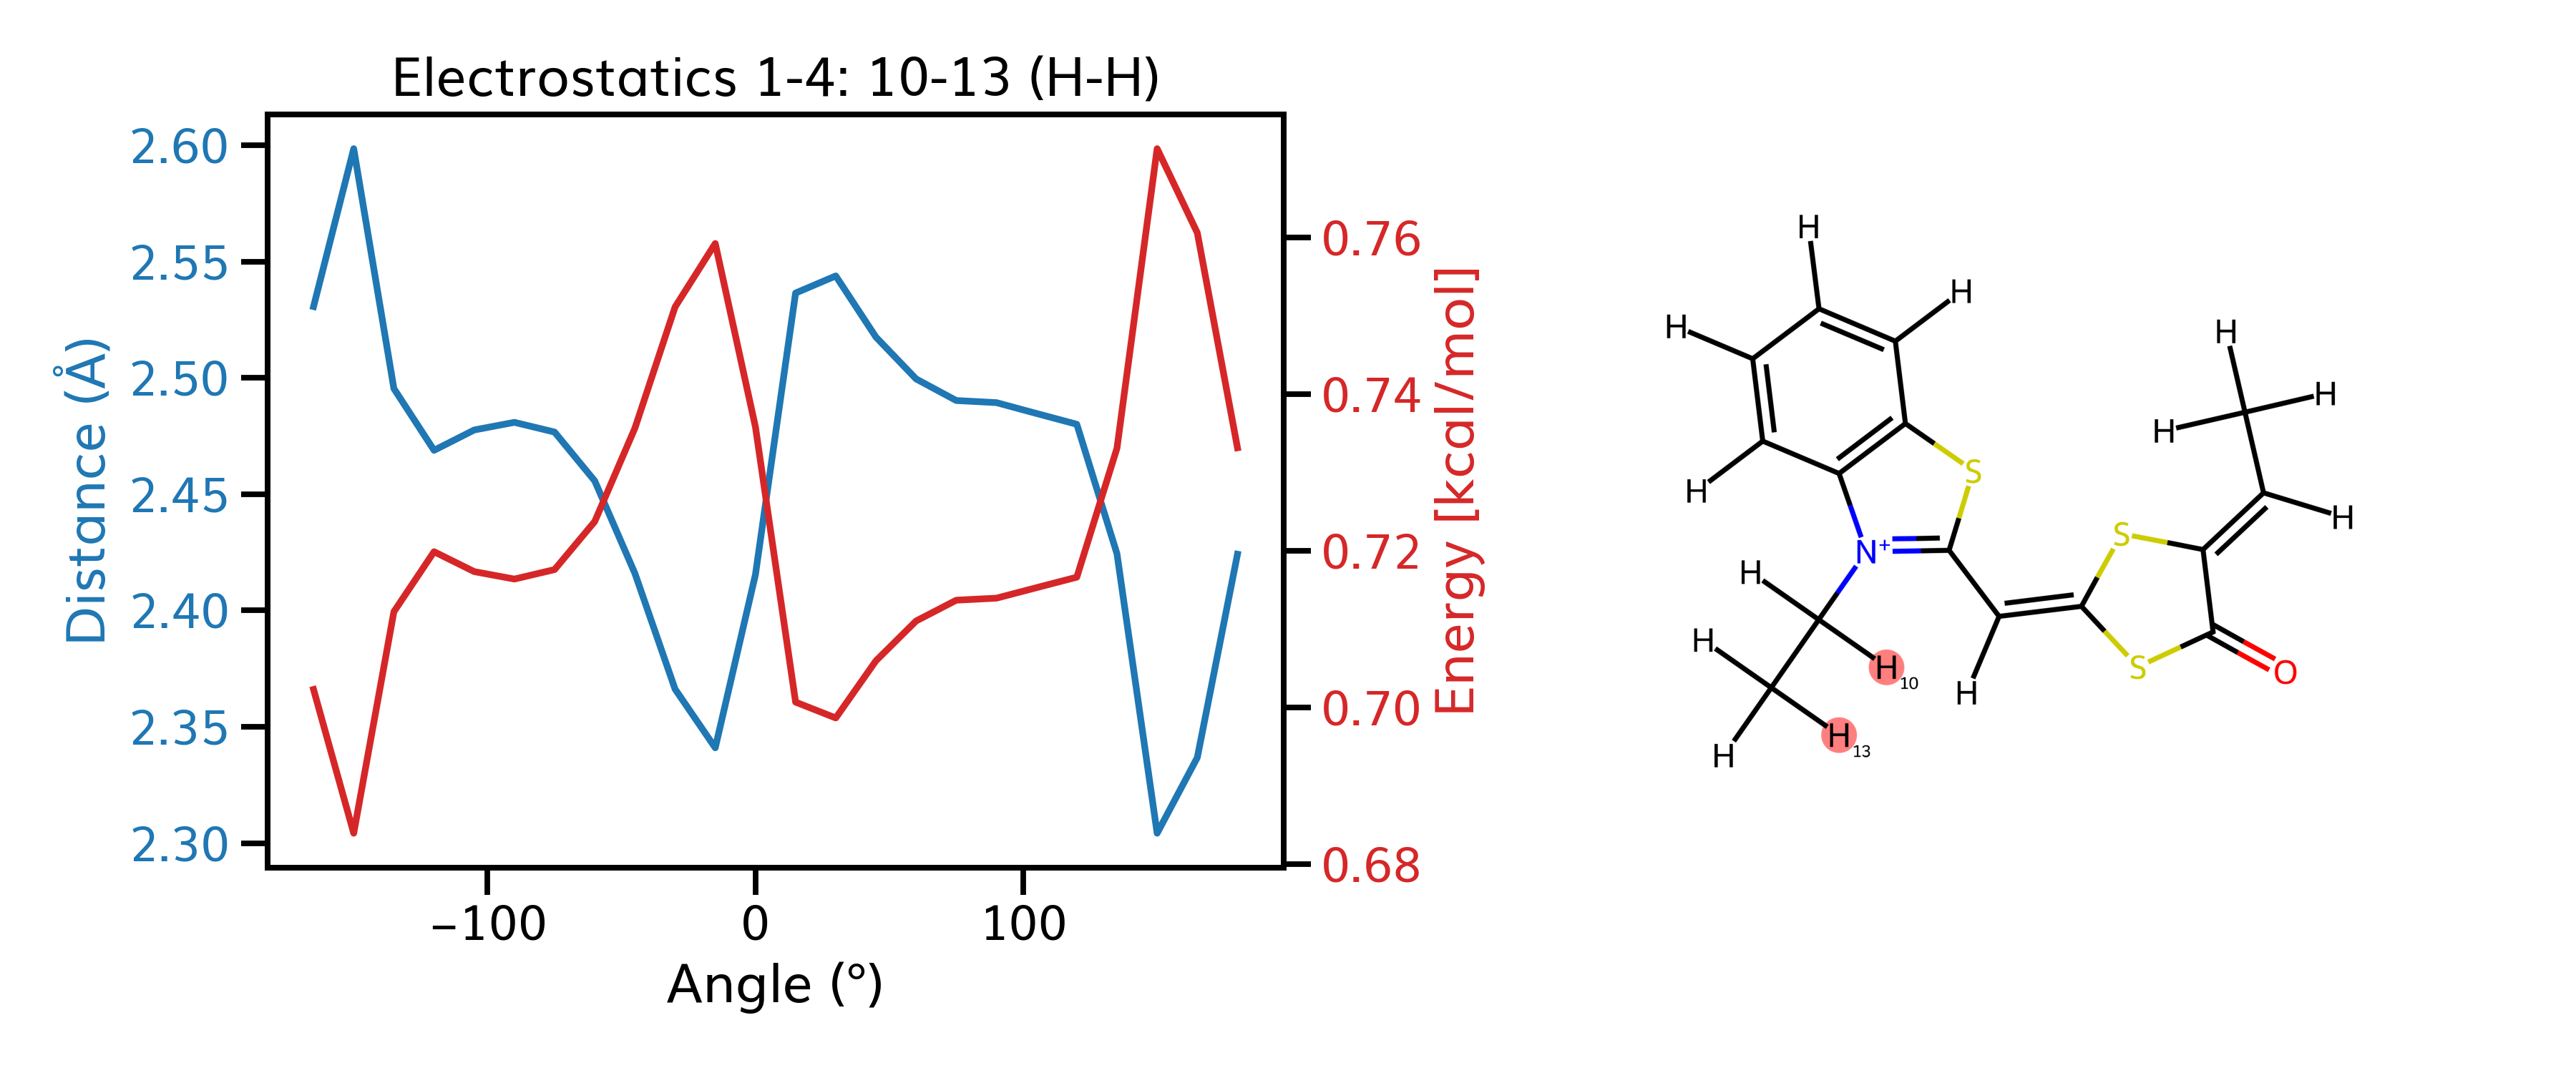 Electrostatics 1-4: 10-13 (H-H)
Distance (Å)
2.60
2.55
2.50
2.45
2.40
2.35
2.30
−100
0
100
Angle (°)
0.76
0.74
0.72
0.70
0.68
Energy [kcal/mol]
H
H
H
H
H
H
H
H
S
S
N+
H
H
H
H10
H
S
O
H13
H